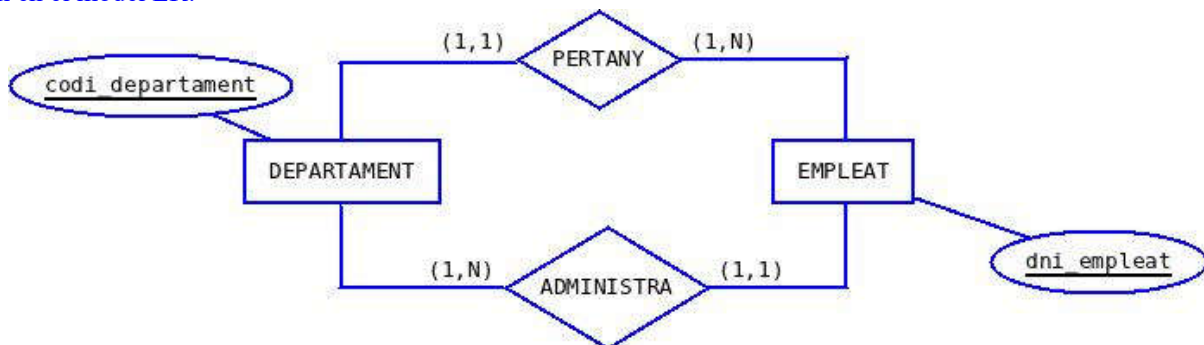 (1,1)
PERTANY
(1,N)
codi_departament
DEPARTAMENT
EMPLEAT
(1,N)
ADMINISTRA
(1,1)
dni_empleat